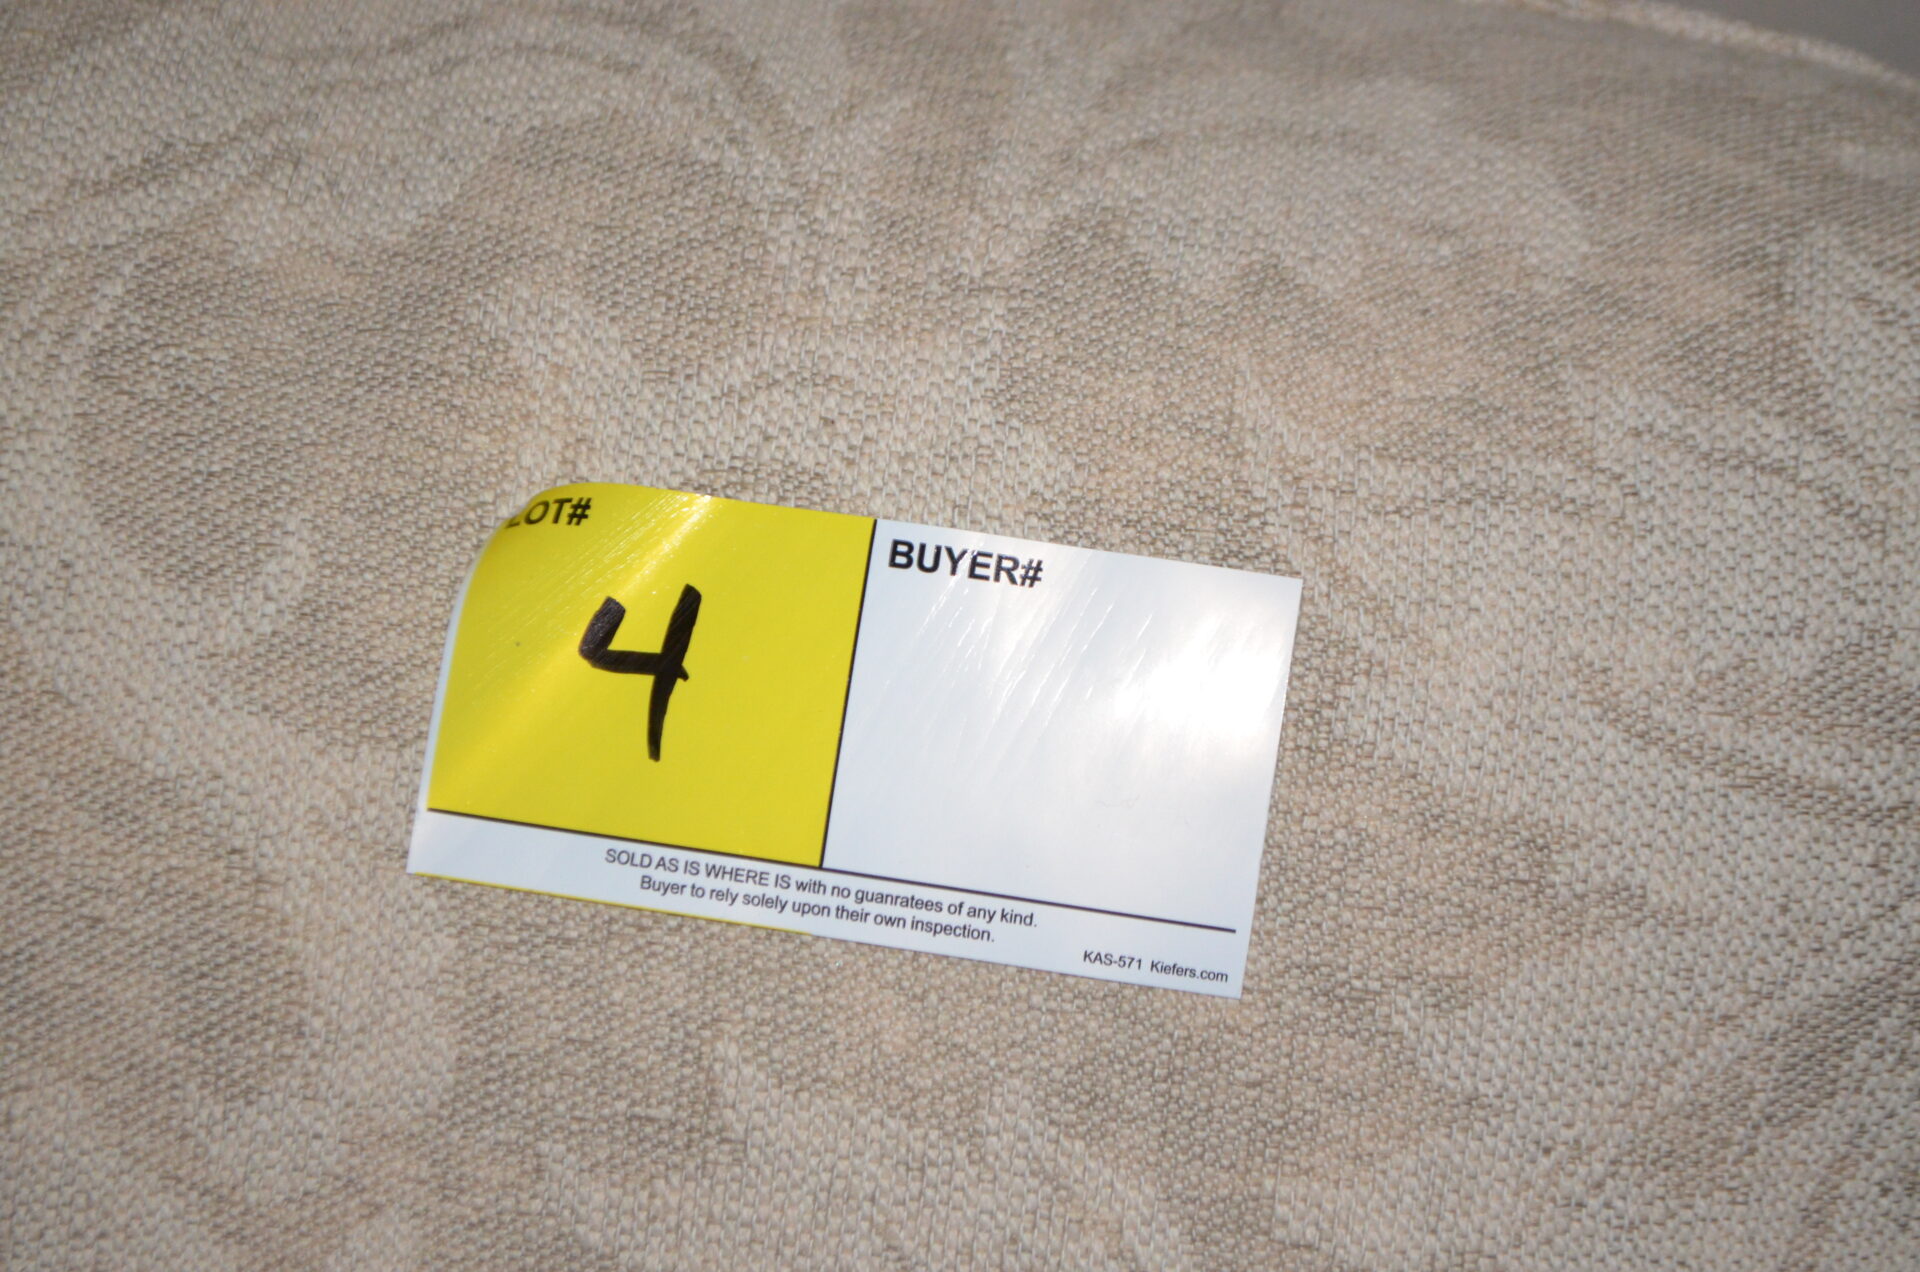 LOT#
BUYER#
4
SOLD AS IS WHERE IS with no guanratees of any kind.
Buyer to rely solely upon their own inspection.
KAS-571 Kiefers.com